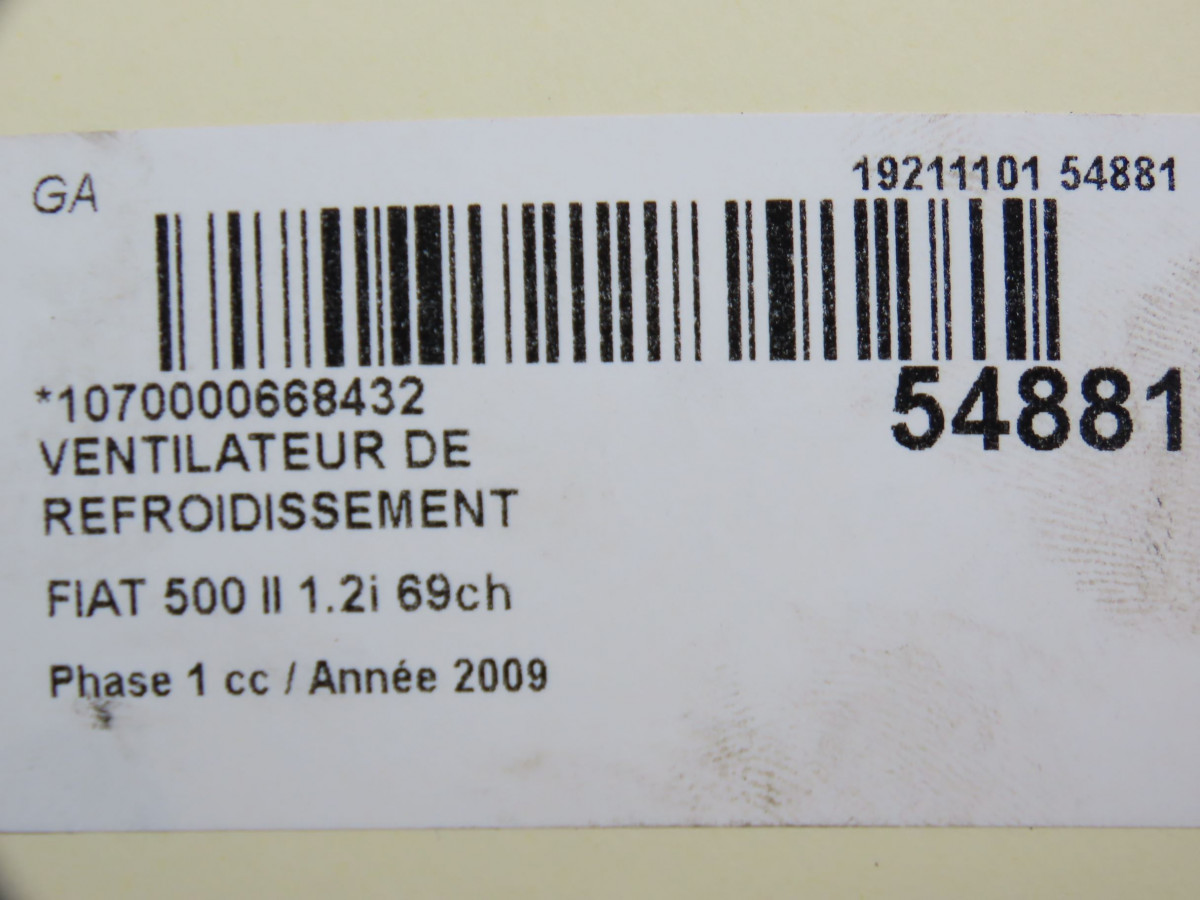 GA
19211101 54881
*1070000668432
54881
VENTILATEUR DE
REFROIDISSEMENT
FIAT 500 II 1.2i 69ch
Phase 1 cc / Année 2009